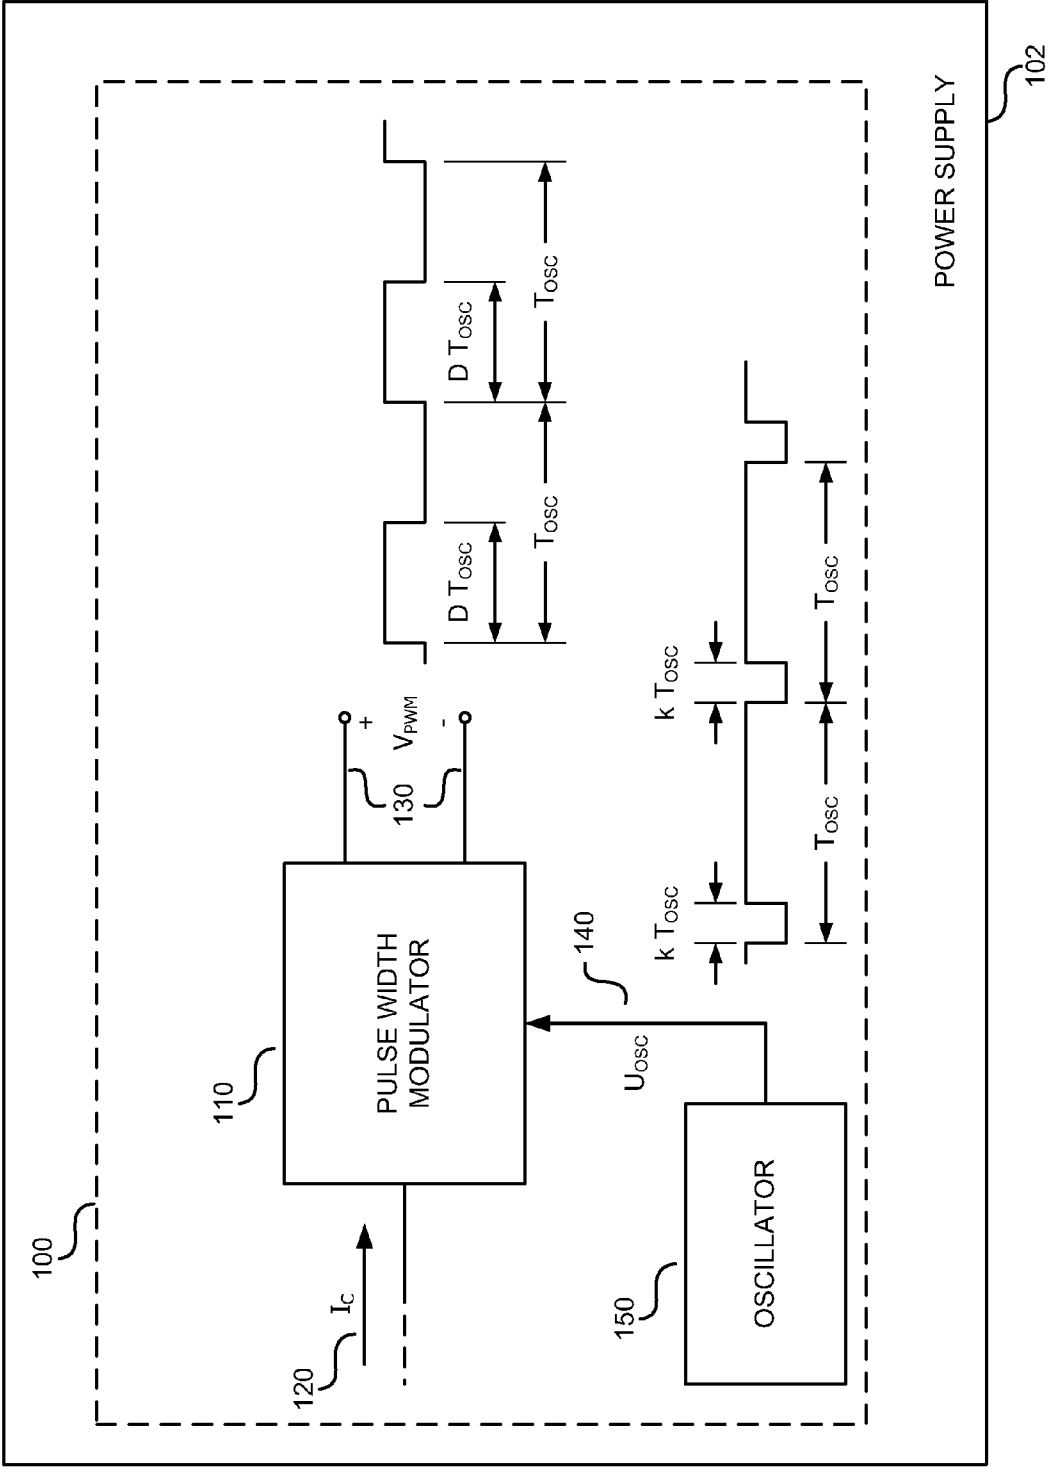 100
120
I_C
110
PULSE WIDTH
MODULATOR
130
+
V_PWM
-
D T_OSC
D T_OSC
T_OSC
T_OSC
150
OSCILLATOR
U_OSC
140
k T_OSC
k T_OSC
T_OSC
T_OSC
POWER SUPPLY
102